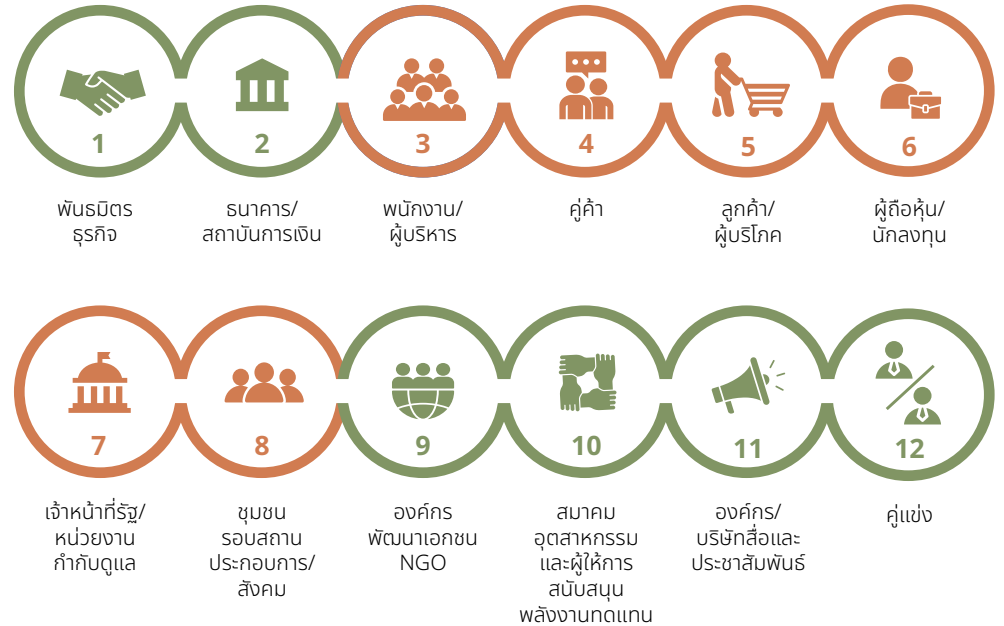 1
พันธมิตร
ธุรกิจ
2
ธนาคาร/
สถาบันการเงิน
3
พนักงาน/
ผู้บริหาร
4
คู่ค้า
5
ลูกค้า/
ผู้บริโภค
6
ผู้ถือหุ้น/
นักลงทุน
7
เจ้าหน้าที่รัฐ/
หน่วยงาน
กำกับดูแล
8
ชุมชน
รอบสถาน
ประกอบการ/
สังคม
9
องค์กร
พัฒนาเอกชน
NGO
10
สมาคม
อุตสาหกรรม
และผู้ให้การ
สนับสนุน
พลังงานทดแทน
11
องค์กร/
บริษัทสื่อและ
ประชาสัมพันธ์
12
คู่แข่ง